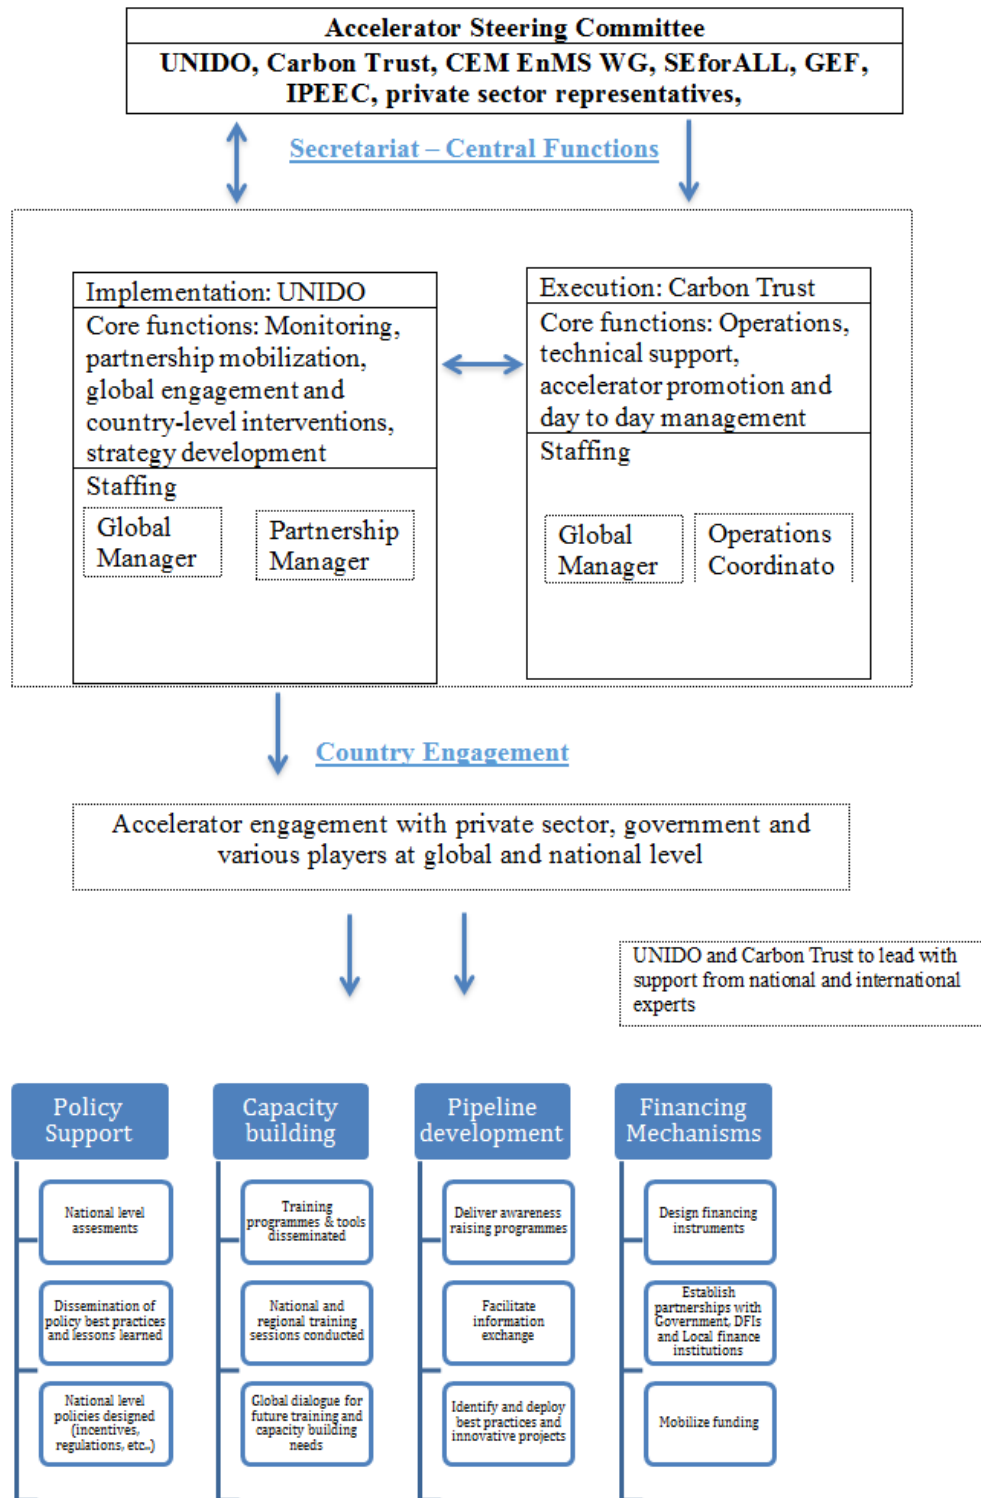 Accelerator Steering Committee
UNIDO, Carbon Trust, CEM EnMS WG, SEforALL, GEF,
IPEEC, private sector representatives,
Secretariat – Central Functions
Implementation: UNIDO
Core functions: Monitoring,
partnership mobilization,
global engagement and
country-level interventions,
strategy development
Staffing
Global
Manager
Partnership
Manager
Execution: Carbon Trust
Core functions: Operations,
technical support,
accelerator promotion and
day to day management
Staffing
Global
Manager
Operations
Coordinato
Country Engagement
Accelerator engagement with private sector, government and
various players at global and national level
UNIDO and Carbon Trust to lead with
support from national and international
experts
Policy
Support
National level
assesments
Dissemination of
policy best practices
and lessons learned
National level
policies designed
(incentives,
regulations, etc..)
Capacity
building
Training
programmes & tools
disseminated
National and
regional training
sessions conducted
Global dialogue for
future training and
capacity building
needs
Pipeline
development
Deliver awareness
raising programmes
Facilitate
information
exchange
Identify and deploy
best practices and
innovative projects
Financing
Mechanisms
Design financing
instruments
Establish
partnerships with
Government, DFIs
and Local finance
institutions
Mobilize funding